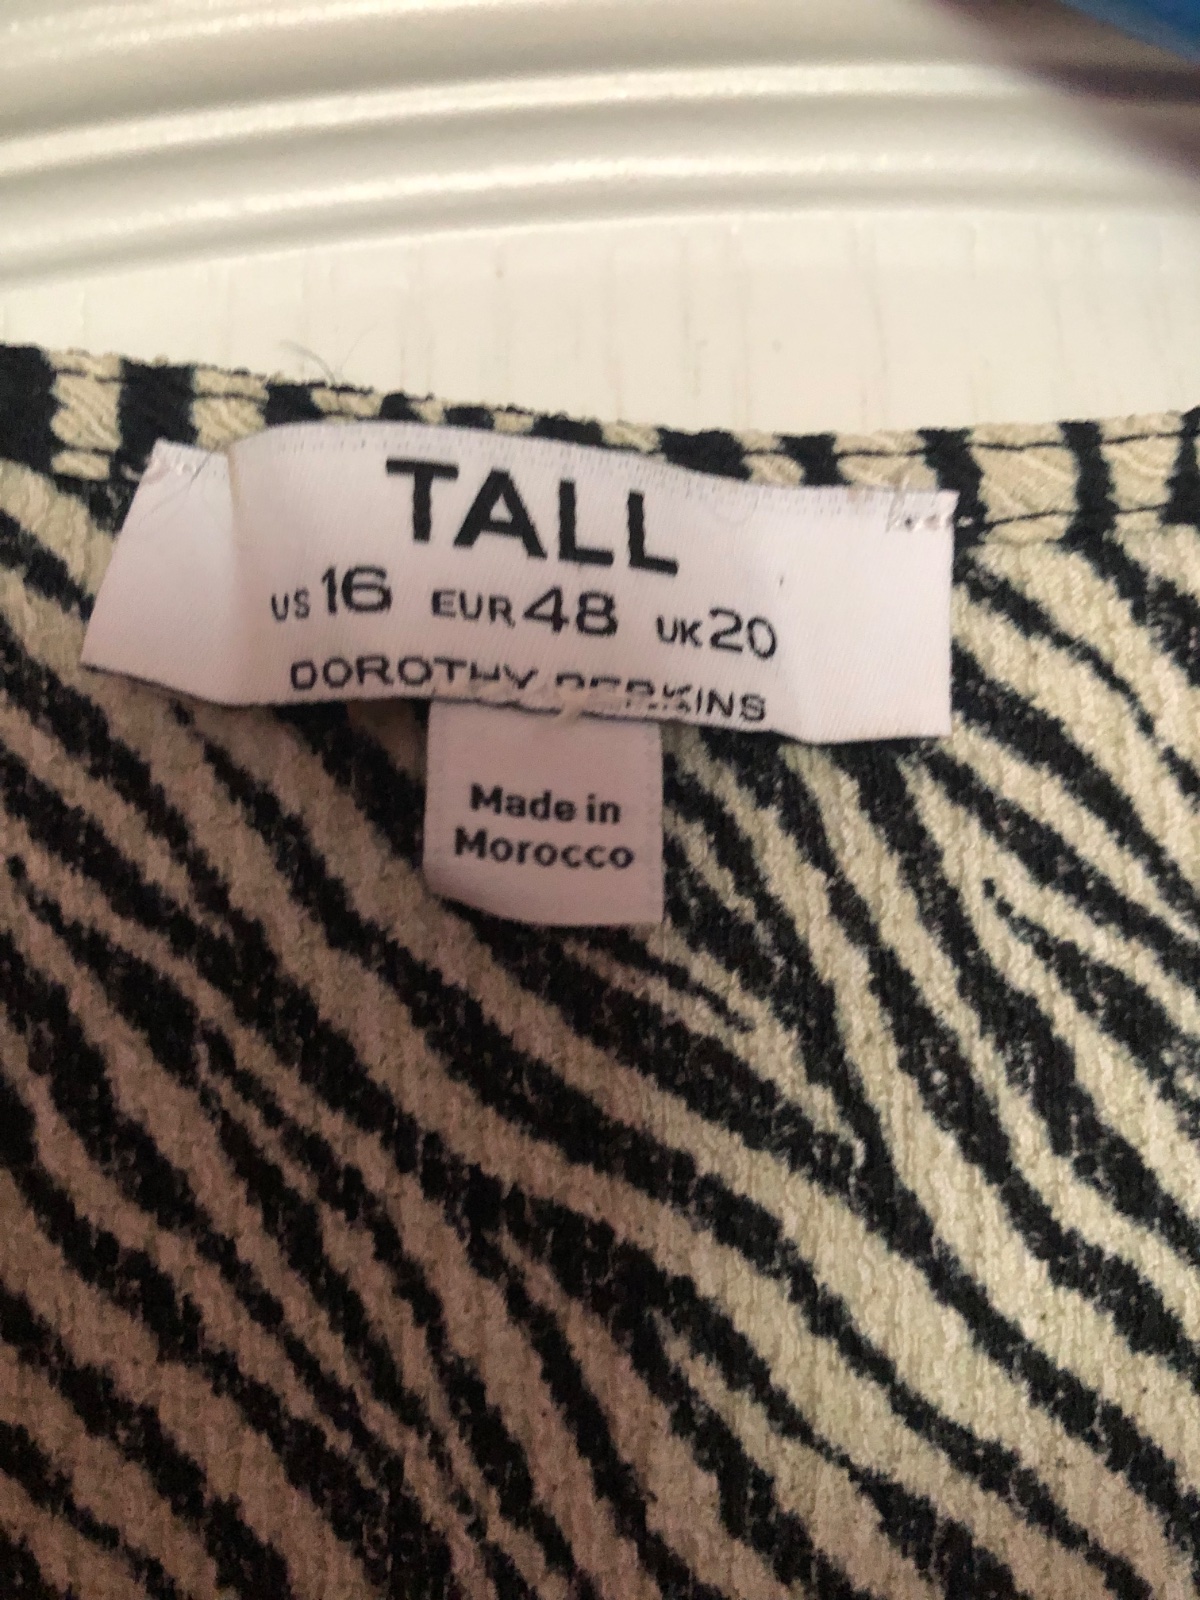 TALL
US 16 EUR 48 UK 20
DOROTHY PERKINS
Made in
Morocco